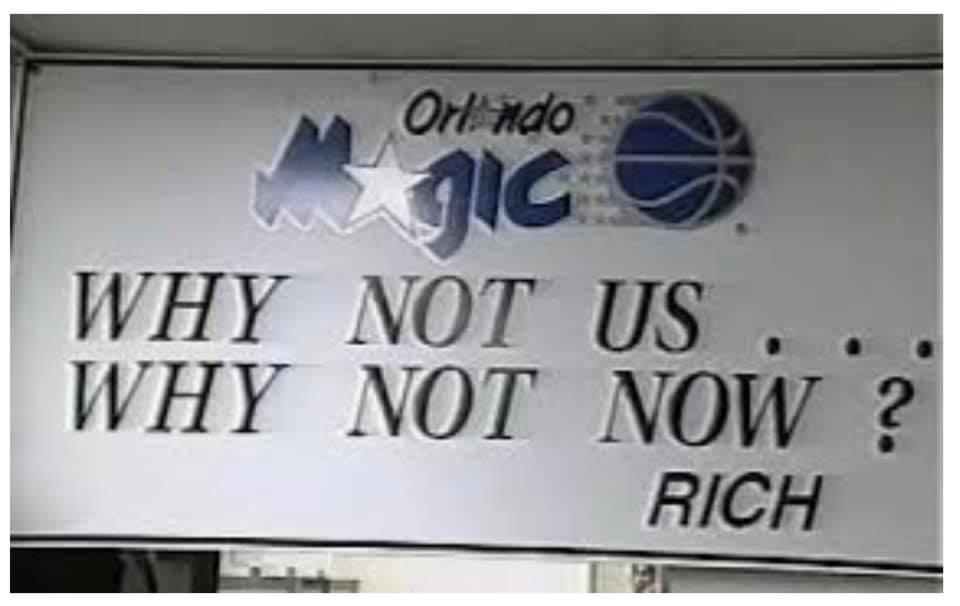 Orlando
Magic
WHY NOT US . . .
WHY NOT NOW ?
RICH